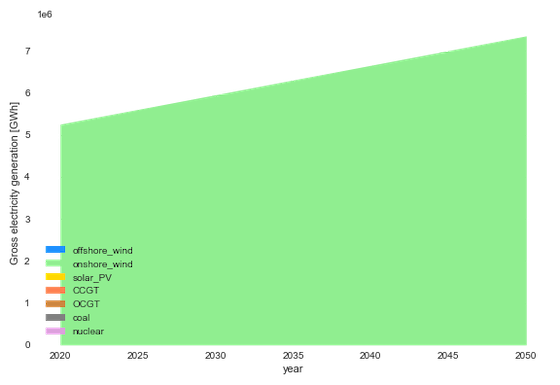 1e6
7
6
5
4
3
2
1
0
Gross electricity generation [GWh]
offshore_wind
onshore_wind
solar_PV
CCGT
OCGT
coal
nuclear
2020 2025 2030 2035 2040 2045 2050
year